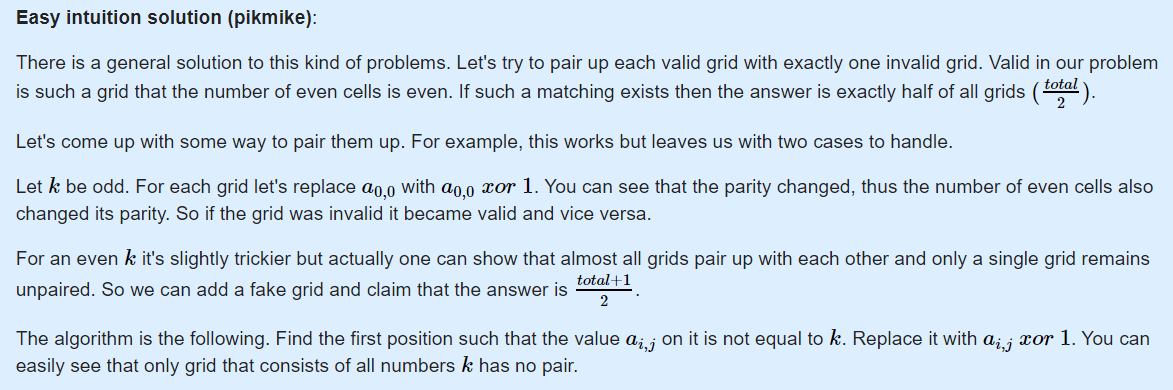 Easy intuition solution (pikmike):
There is a general solution to this kind of problems. Let's try to pair up each valid grid with exactly one invalid grid. Valid in our problem
is such a grid that the number of even cells is even. If such a matching exists then the answer is exactly half of all grids (total/2).
Let's come up with some way to pair them up. For example, this works but leaves us with two cases to handle.
Let k be odd. For each grid let's replace a0,0 with a0,0 xor 1. You can see that the parity changed, thus the number of even cells also
changed its parity. So if the grid was invalid it became valid and vice versa.
For an even k it's slightly trickier but actually one can show that almost all grids pair up with each other and only a single grid remains
unpaired. So we can add a fake grid and claim that the answer is total+1/2.
The algorithm is the following. Find the first position such that the value ai,j on it is not equal to k. Replace it with ai,j xor 1. You can
easily see that only grid that consists of all numbers k has no pair.